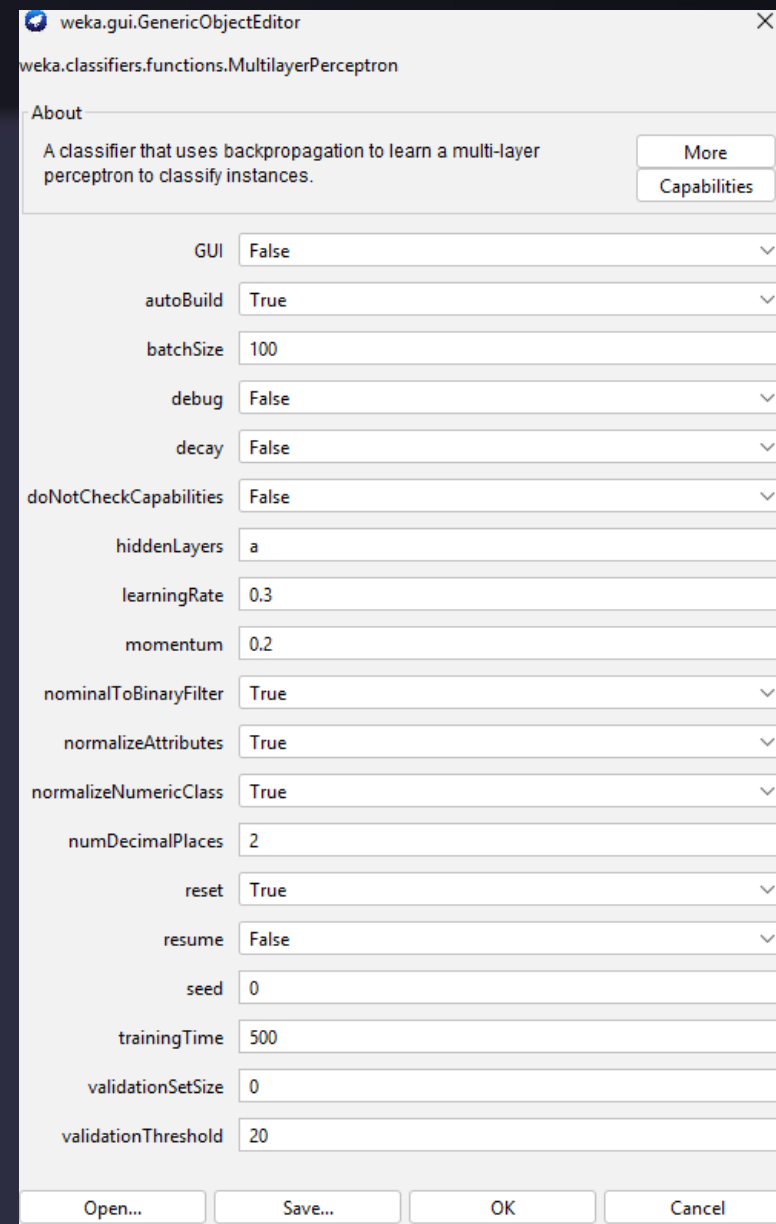 weka.gui.GenericObjectEditor
weka.classifiers.functions.MultilayerPerceptron
About
A classifier that uses backpropagation to learn a multi-layer
perceptron to classify instances.
More
Capabilities
GUI False
autoBuild True
batchSize 100
debug False
decay False
doNotCheckCapabilities False
hiddenLayers a
learningRate 0.3
momentum 0.2
nominalToBinaryFilter True
normalizeAttributes True
normalizeNumericClass True
numDecimalPlaces 2
reset True
resume False
seed 0
trainingTime 500
validationSetSize 0
validationThreshold 20
Open... Save... OK Cancel